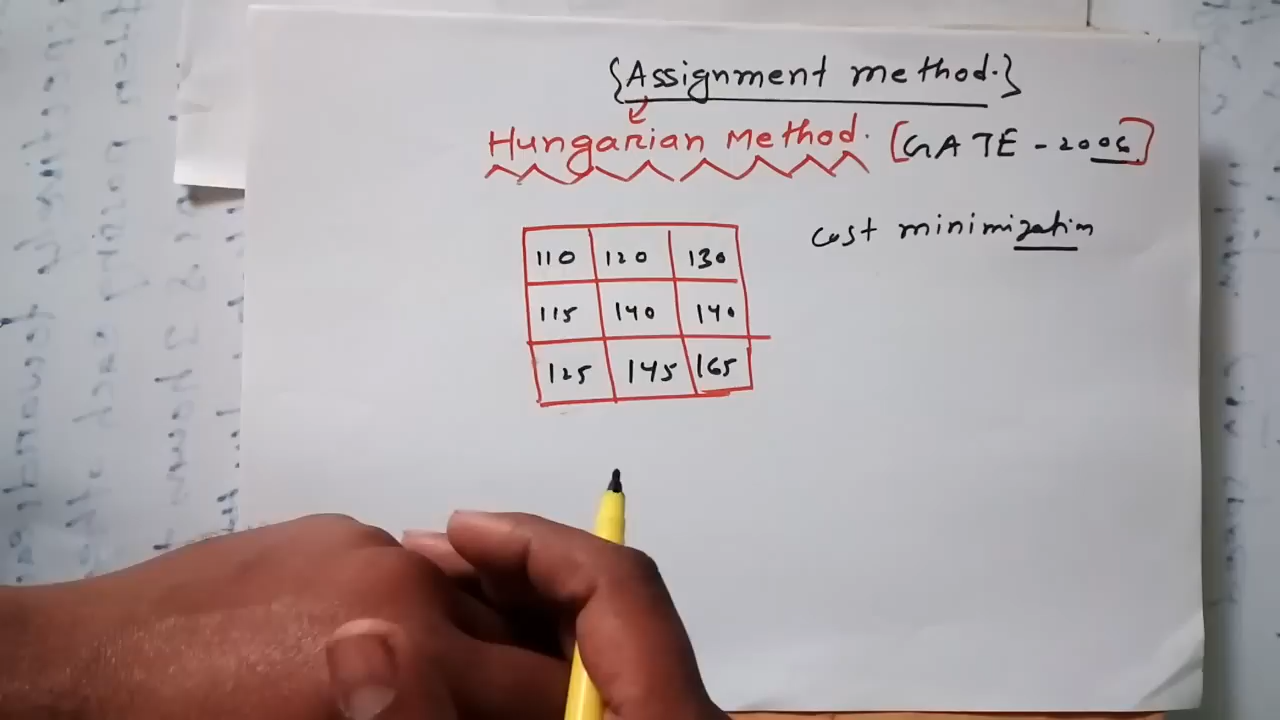 {Assignment method.}
Hungarian Method. [GATE - 2006]
cost minimization
110 120 130
115 140 140
125 145 165